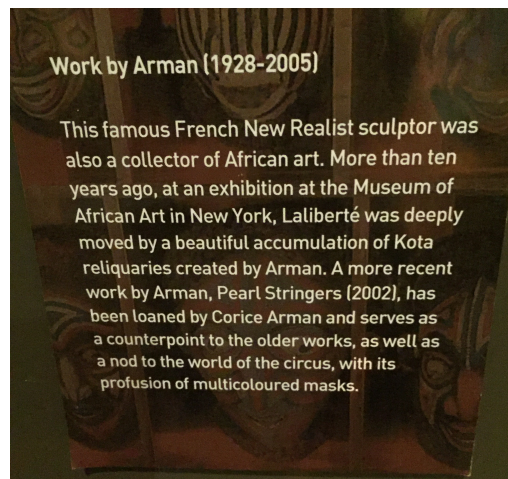 Work by Arman (1928-2005)
This famous French New Realist sculptor was
also a collector of African art. More than ten
years ago, at an exhibition at the Museum of
African Art in New York, Laliberté was deeply
moved by a beautiful accumulation of Kota
reliquaries created by Arman. A more recent
work by Arman, Pearl Stringers (2002), has
been loaned by Corice Arman and serves as
a counterpoint to the older works, as well as
a nod to the world of the circus, with its
profusion of multicoloured masks.